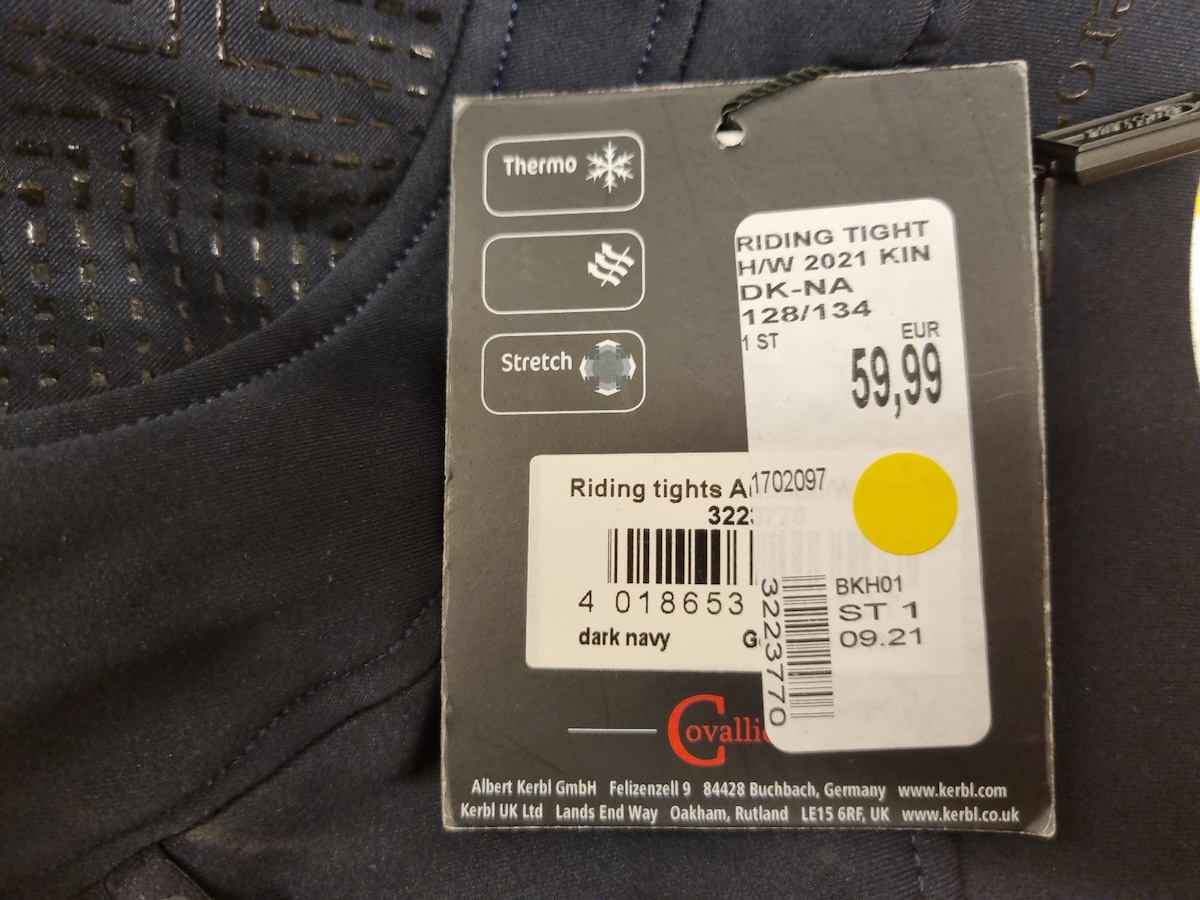 Thermo
Stretch
RIDING TIGHT
H/W 2021 KIN
DK-NA
128/134
1 ST EUR
59,99
1702097
BKH01
ST 1
09.21
3223770
Riding tights A
322
4 018653
dark navy G
Covallie
Albert Kerbl GmbH Felizenzell 9 84428 Buchbach, Germany www.kerbl.com
Kerbl UK Ltd Lands End Way Oakham, Rutland LE15 6RF, UK www.kerbl.co.uk